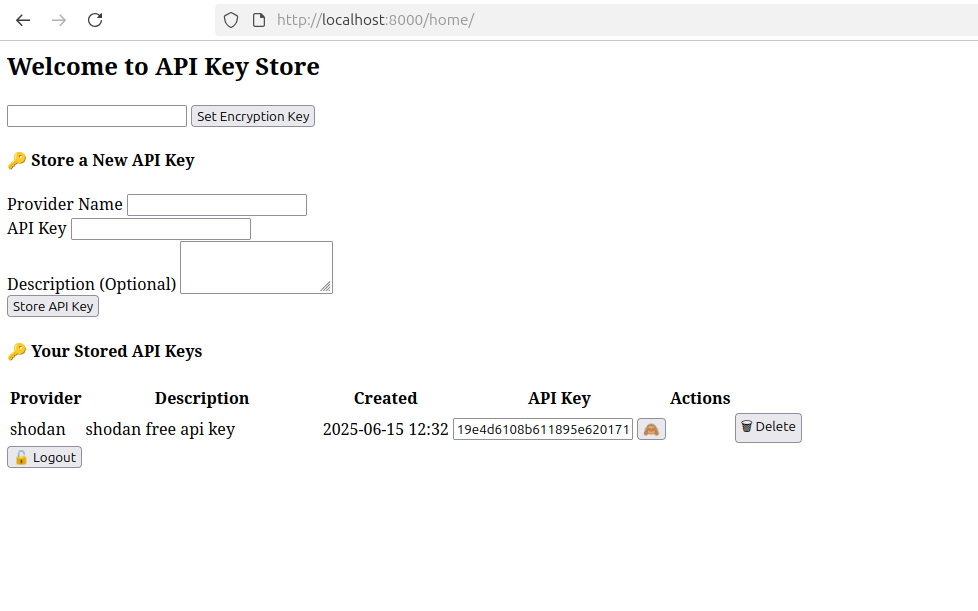 http://localhost:8000/home/
Welcome to API Key Store
Set Encryption Key
🔑 Store a New API Key
Provider Name
API Key
Description (Optional)
Store API Key
🔑 Your Stored API Keys
Provider Description Created API Key Actions
shodan shodan free api key 2025-06-15 12:32 19e4d6108b611895e620171 🙈 🗑 Delete
🔓 Logout